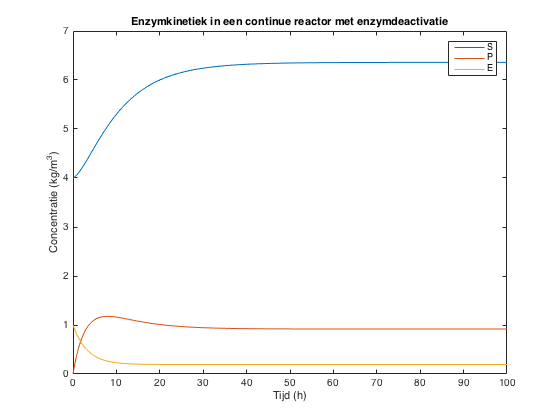 Enzymkinetiek in een continue reactor met enzymdeactivatie
7
6
5
4
3
2
1
0
Concentratie (kg/m³)
S
P
E
0 10 20 30 40 50 60 70 80 90 100
Tijd (h)